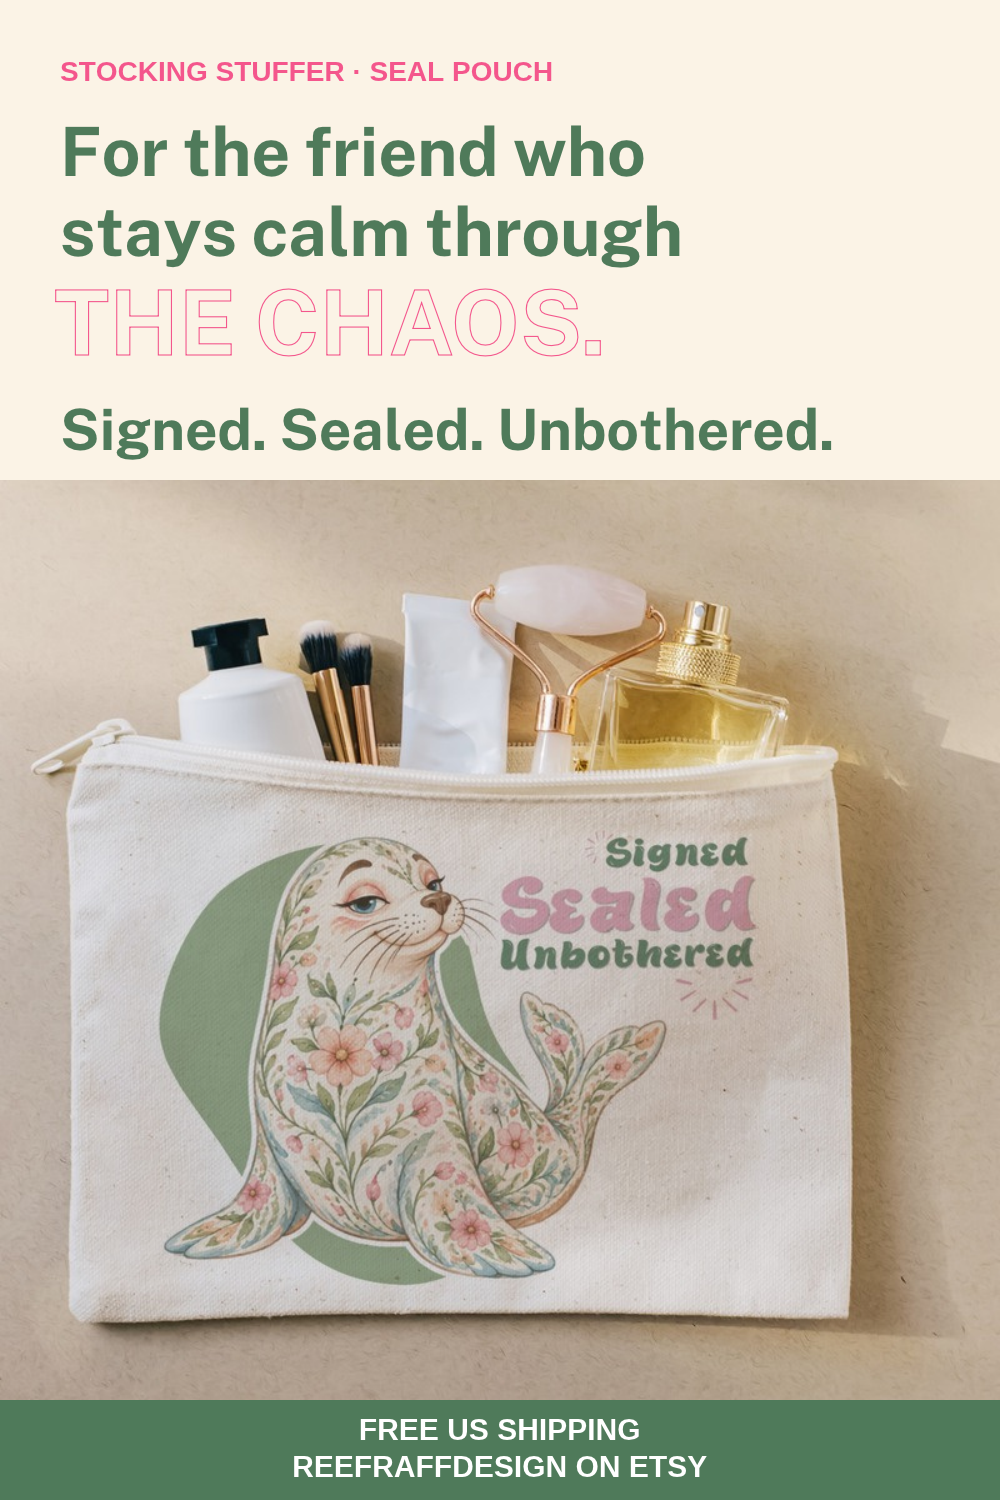 STOCKING STUFFER · SEAL POUCH
For the friend who
stays calm through
THE CHAOS.
Signed. Sealed. Unbothered.
Signed
Sealed
Unbothered
FREE US SHIPPING
REEFRAFFDESIGN ON ETSY